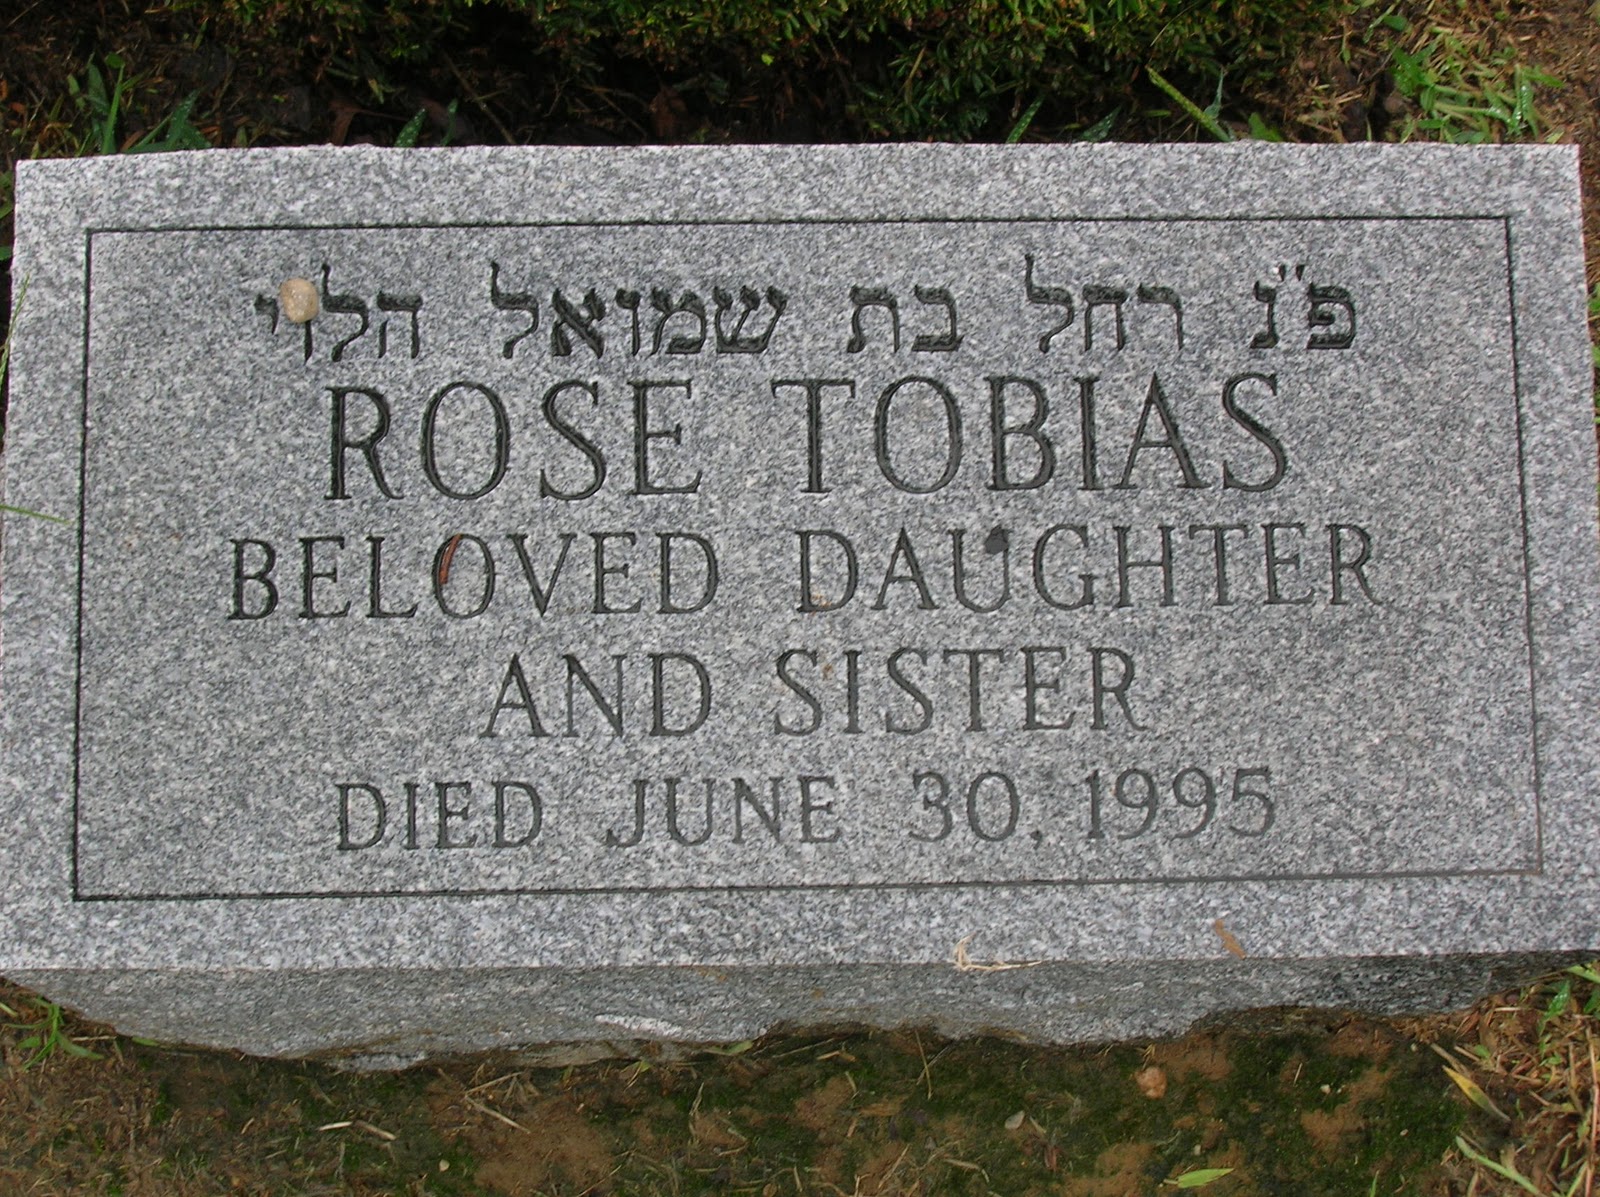 פ"נ רחל בת שמואל הלוי
ROSE TOBIAS
BELOVED DAUGHTER
AND SISTER
DIED JUNE 30, 1995